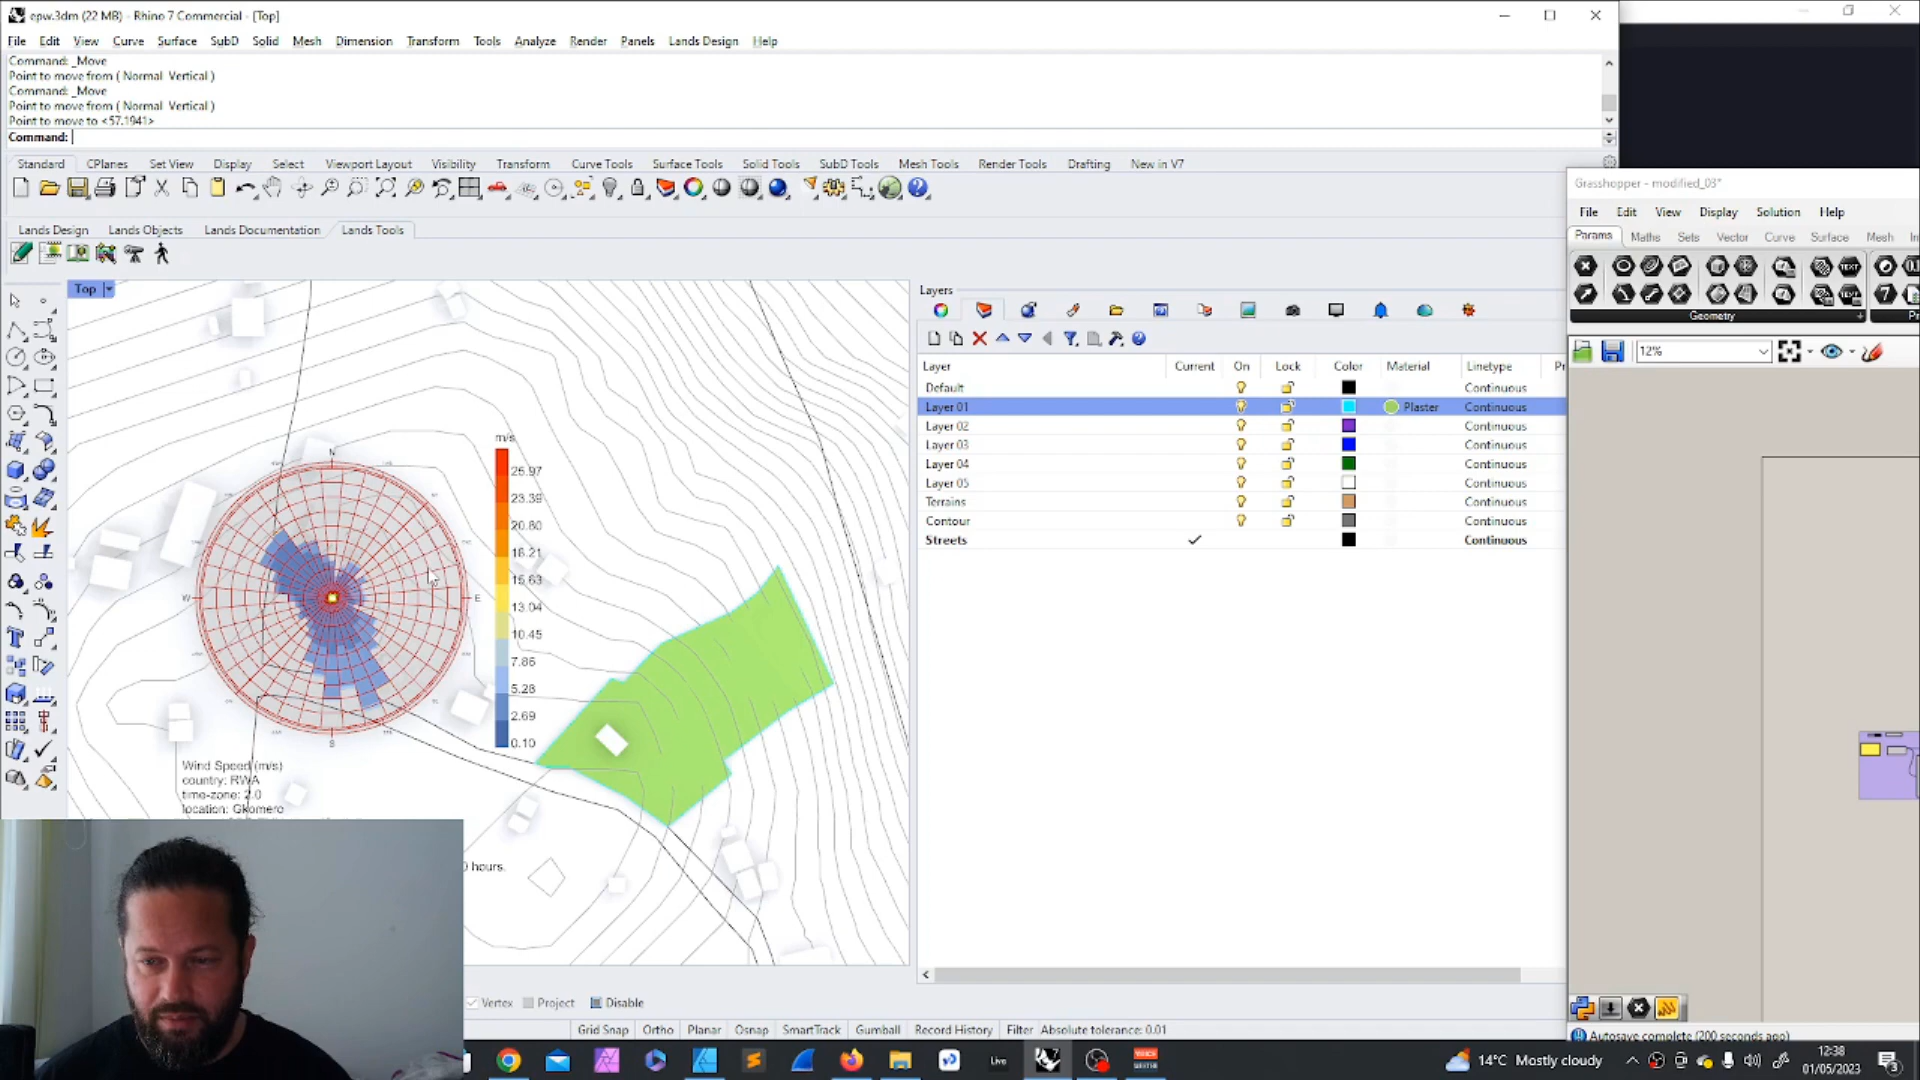 epw.3dm (22 MB) - Rhino 7 Commercial - [Top]
File Edit View Curve Surface SubD Solid Mesh Dimension Transform Tools Analyze Render Panels Lands Design Help
Command: _Move
Point to move from ( Normal Vertical )
Command: _Move
Point to move from ( Normal Vertical )
Point to move to <57.1941>
Command:
Standard CPlanes Set View Display Select Viewport Layout Visibility Transform Curve Tools Surface Tools Solid Tools SubD Tools Mesh Tools Render Tools Drafting New in V7
Lands Design Lands Objects Lands Documentation Lands Tools
Top
Layers
Layer Current On Lock Color Material Linetype
Default Continuous
Layer 01 Plaster Continuous
Layer 02 Continuous
Layer 03 Continuous
Layer 04 Continuous
Layer 05 Continuous
Terrains Continuous
Contour Continuous
Streets Continuous
m/s
25.97
23.39
20.80
18.21
15.63
13.04
10.45
7.86
5.28
2.69
0.10
N
W
E
S
Wind Speed (m/s)
country: RWA
time-zone: 2.0
location: Gikomero
0 hours.
Vertex Project Disable
Grid Snap Ortho Planar Osnap SmartTrack Gumball Record History Filter Absolute tolerance: 0.01
Grasshopper - modified_03*
File Edit View Display Solution Help
Params Maths Sets Vector Curve Surface Mesh
Geometry
12%
Autosave complete (200 seconds ago)
Live
14°C Mostly cloudy
12:38
01/05/2023
3